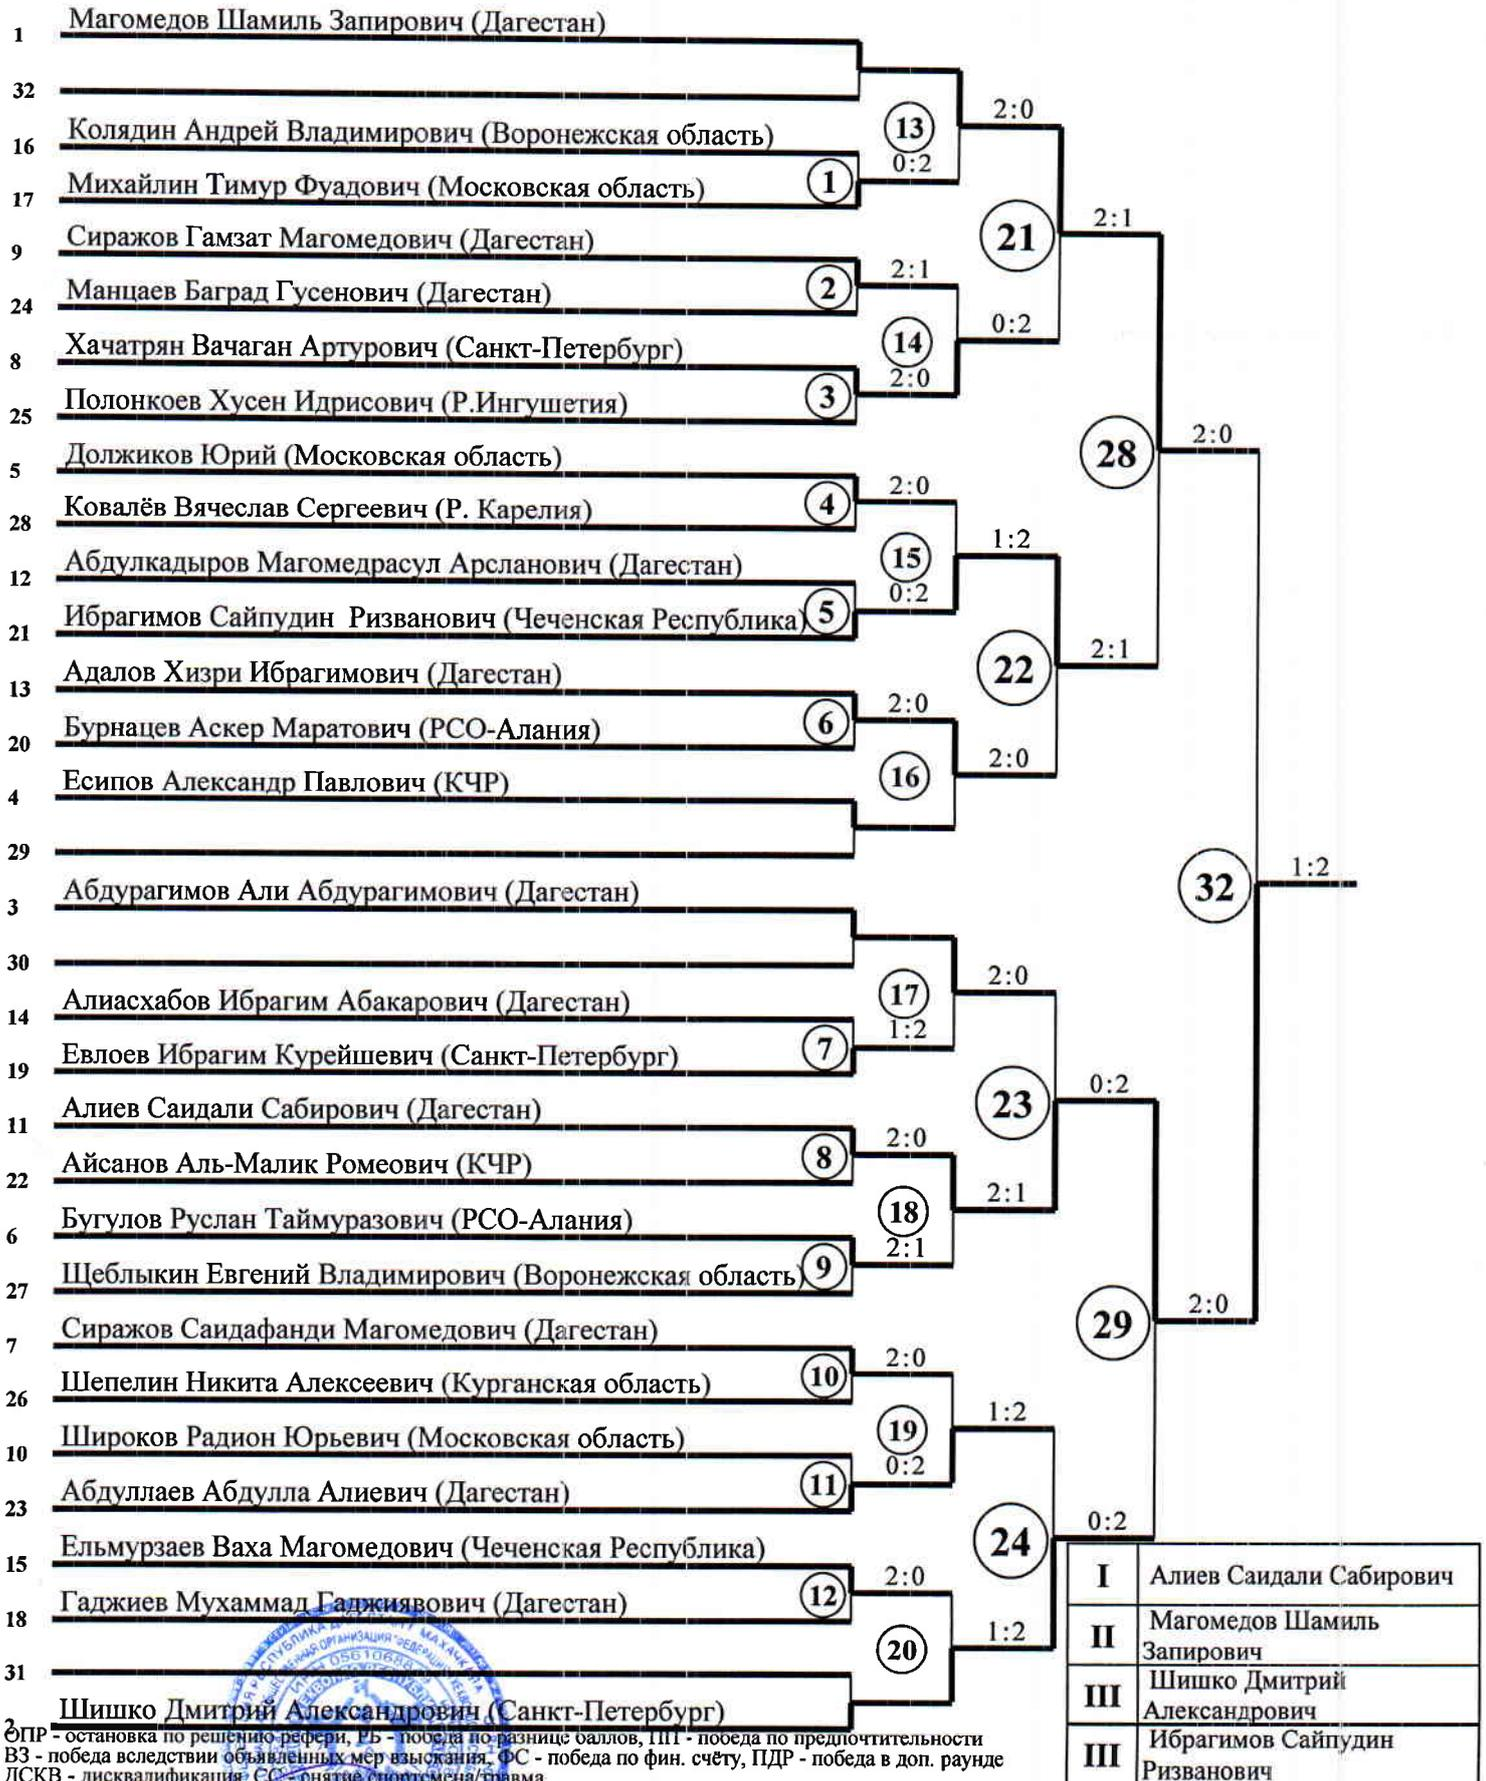 Магомедов Шамиль Запирович (Дагестан)
1
32
2:0
Колядин Андрей Владимирович (Воронежская область)
13
16
0:2
Михайлин Тимур Фуадович (Московская область)
1
17
2:1
Сиражов Гамзат Магомедович (Дагестан)
21
9
2:1
Манцаев Баград Гусенович (Дагестан)
2
24
0:2
Хачатрян Вачаган Артурович (Санкт-Петербург)
14
8
2:0
Полонкоев Хусен Идрисович (Р.Ингушетия)
3
25
2:0
Должиков Юрий (Московская область)
28
5
2:0
Ковалёв Вячеслав Сергеевич (Р. Карелия)
4
28
1:2
Абдулкадыров Магомедрасул Арсланович (Дагестан)
15
12
0:2
Ибрагимов Сайпудин Ризванович (Чеченская Республика)
5
21
2:1
Адалов Хизри Ибрагимович (Дагестан)
22
13
2:0
Бурнацев Аскер Маратович (РСО-Алания)
6
20
2:0
Есипов Александр Павлович (КЧР)
16
4
29
1:2
Абдурагимов Али Абдурагимович (Дагестан)
32
3
30
2:0
Алиасхабов Ибрагим Абакарович (Дагестан)
17
14
1:2
Евлоев Ибрагим Курейшевич (Санкт-Петербург)
7
19
0:2
Алиев Саидали Сабирович (Дагестан)
23
11
2:0
Айсанов Аль-Малик Ромеович (КЧР)
8
22
2:1
Бугулов Руслан Таймуразович (РСО-Алания)
18
6
2:1
Щеблыкин Евгений Владимирович (Воронежская область)
9
27
2:0
Сиражов Саидафанди Магомедович (Дагестан)
29
7
2:0
Шепелин Никита Алексеевич (Курганская область)
10
26
1:2
Широков Радион Юрьевич (Московская область)
19
10
0:2
Абдуллаев Абдулла Алиевич (Дагестан)
11
23
0:2
Ельмурзаев Ваха Магомедович (Чеченская Республика)
24
15
2:0
Гаджиев Мухаммад Гаджиявович (Дагестан)
12
18
1:2
20
31
Шишко Дмитрий Александрович (Санкт-Петербург)
2
I Алиев Саидали Сабирович
II Магомедов Шамиль
Запирович
III Шишко Дмитрий
Александрович
III Ибрагимов Сайпудин
Ризванович
ОПР - остановка по решению рефери, РБ - победа по разнице баллов, ПП - победа по предпочтительности
ВЗ - победа вследствии объявленных мер взыскания, ФС - победа по фин. счёту, ПДР - победа в доп. раунде
ДСКВ - дисквалификация, СС - снятие спортсмена/травма